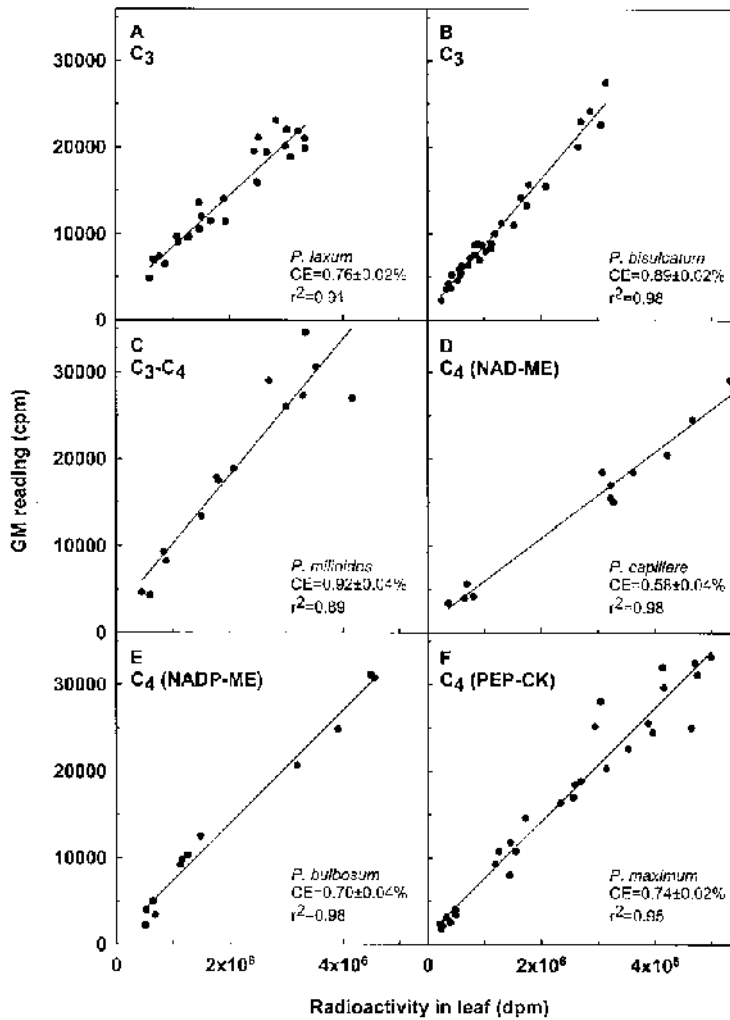 A
C3
30000
20000
10000
0
P. laxum
CE=0.76±0.02%
r2=0.91
B
C3
P. bisulcatum
CE=0.89±0.02%
r2=0.98
C
C3-C4
30000
20000
10000
0
P. milioides
CE=0.92±0.04%
r2=0.89
D
C4 (NAD-ME)
P. capillare
CE=0.58±0.04%
r2=0.98
E
C4 (NADP-ME)
30000
20000
10000
0
P. bulbosum
CE=0.70±0.04%
r2=0.98
F
C4 (PEP-CK)
P. maximum
CE=0.74±0.02%
r2=0.95
GM reading (cpm)
0 2x10^6 4x10^6
0 2x10^6 4x10^6
Radioactivity in leaf (dpm)